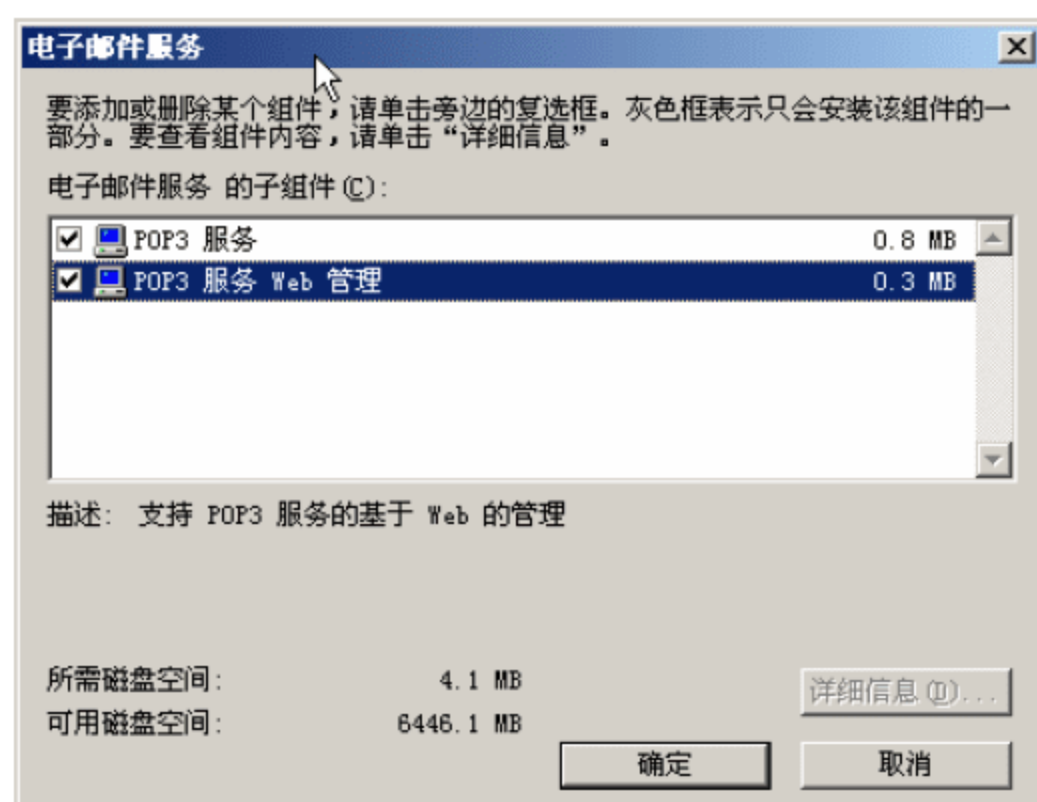 电子邮件服务
要添加或删除某个组件，请单击旁边的复选框。灰色框表示只会安装该组件的一
部分。要查看组件内容，请单击“详细信息”。
电子邮件服务 的子组件(C):
POP3 服务 0.8 MB
POP3 服务 Web 管理 0.3 MB
描述: 支持 POP3 服务的基于 Web 的管理
所需磁盘空间: 4.1 MB
详细信息(D)...
可用磁盘空间: 6446.1 MB
确定 取消